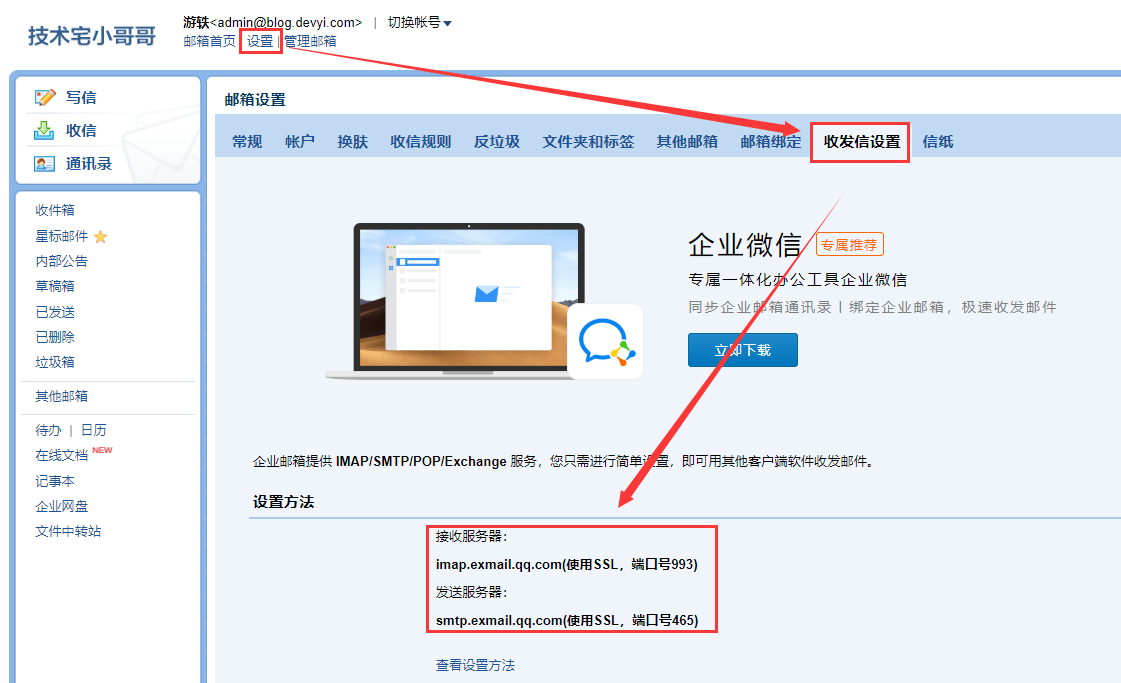 技术宅小哥哥
游轶<admin@blog.devyi.com> | 切换帐号
邮箱首页 | 设置 | 管理邮箱
写信
收信
通讯录
收件箱
星标邮件
内部公告
草稿箱
已发送
已删除
垃圾箱
其他邮箱
待办 | 日历
在线文档 NEW
记事本
企业网盘
文件中转站
邮箱设置
常规 帐户 换肤 收信规则 反垃圾 文件夹和标签 其他邮箱 邮箱绑定 收发信设置 信纸
企业微信 专属推荐
专属一体化办公工具企业微信
同步企业邮箱通讯录丨绑定企业邮箱，极速收发邮件
立即下载
企业邮箱提供 IMAP/SMTP/POP/Exchange 服务，您只需进行简单设置，即可用其他客户端软件收发邮件。
设置方法
接收服务器：
imap.exmail.qq.com(使用SSL，端口号993)
发送服务器：
smtp.exmail.qq.com(使用SSL，端口号465)
查看设置方法